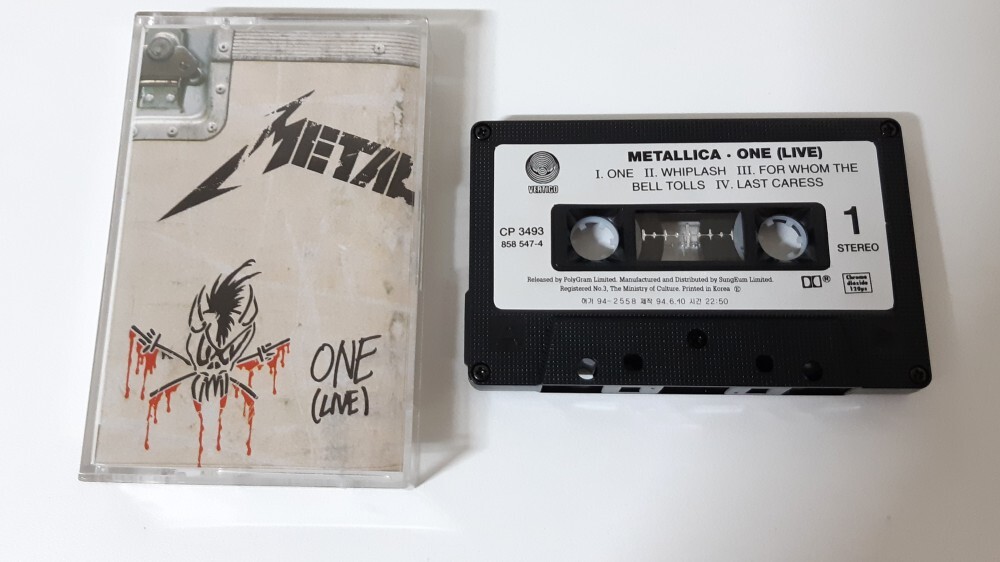 METAL
ONE
(LIVE)
VERTIGO
METALLICA · ONE (LIVE)
I. ONE II. WHIPLASH III. FOR WHOM THE
BELL TOLLS IV. LAST CARESS
CP 3493
858 547-4
1
STEREO
Released by PolyGram Limited. Manufactured and Distributed by SungEum Limited.
Registered No.3, The Ministry of Culture. Printed in Korea Ⓔ
허가 94-2558 제작 94.6.10 시간 22:50
Chrome
dioxide
120μs